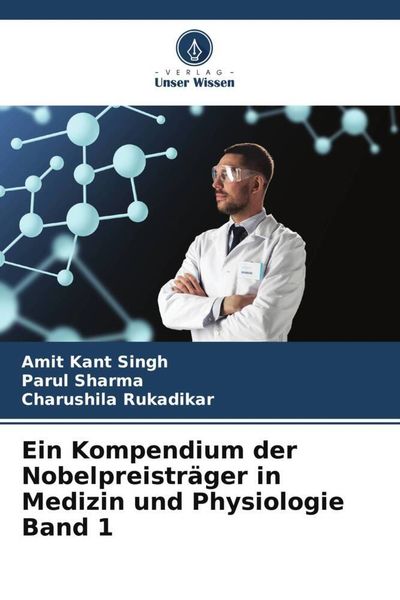 - VERLAG -
Unser Wissen
Amit Kant Singh
Parul Sharma
Charushila Rukadikar
Ein Kompendium der
Nobelpreisträger in
Medizin und Physiologie
Band 1